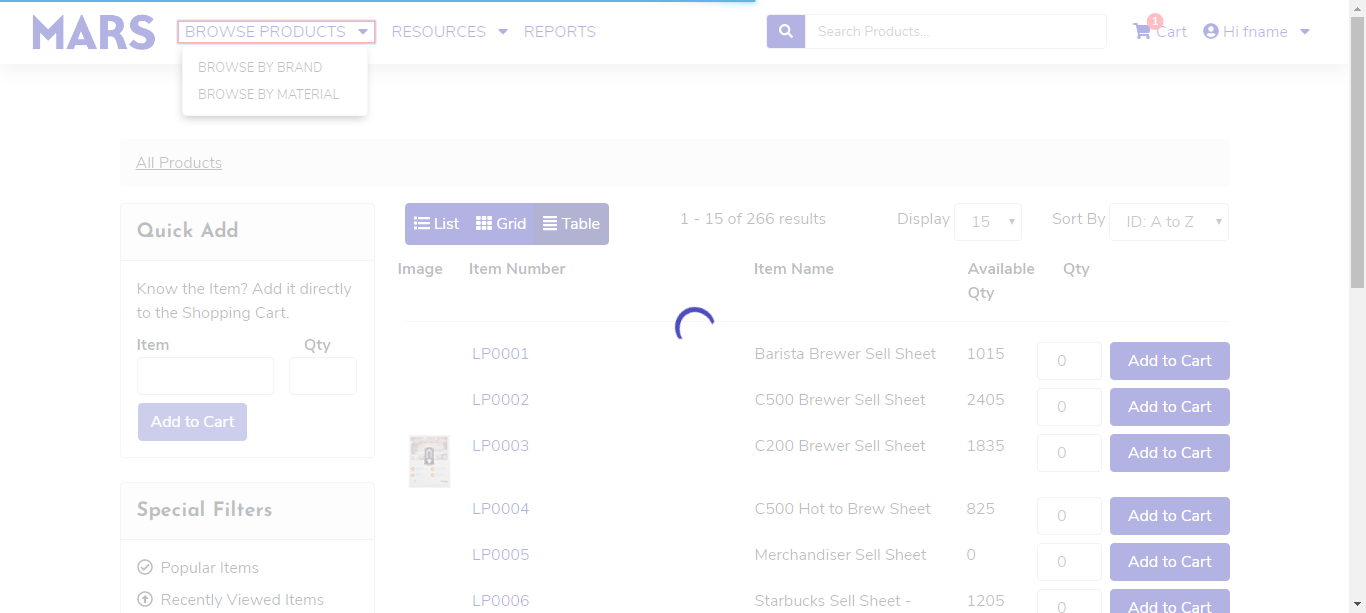 MARS BROWSE PRODUCTS RESOURCES REPORTS Search Products... 1 Cart Hi fname
BROWSE BY BRAND
BROWSE BY MATERIAL
All Products
Quick Add
Know the Item? Add it directly
to the Shopping Cart.
Item Qty
Add to Cart
Special Filters
Popular Items
Recently Viewed Items
List Grid Table 1 - 15 of 266 results Display 15 Sort By ID: A to Z
Image Item Number Item Name Available Qty Qty
LP0001 Barista Brewer Sell Sheet 1015 0 Add to Cart
LP0002 C500 Brewer Sell Sheet 2405 0 Add to Cart
LP0003 C200 Brewer Sell Sheet 1835 0 Add to Cart
LP0004 C500 Hot to Brew Sheet 825 0 Add to Cart
LP0005 Merchandiser Sell Sheet 0 0 Add to Cart
LP0006 Starbucks Sell Sheet - 1205 0 Add to Cart